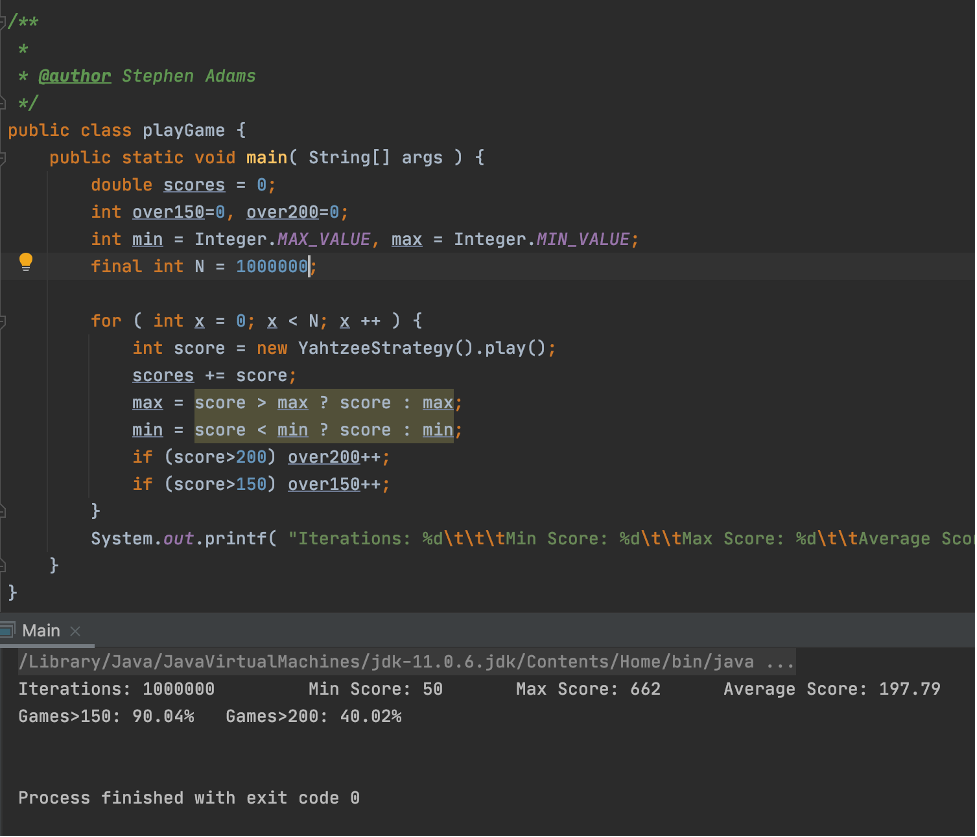 /**
*
* @author Stephen Adams
*/
public class playGame {
public static void main( String[] args ) {
double scores = 0;
int over150=0, over200=0;
int min = Integer.MAX_VALUE, max = Integer.MIN_VALUE;
final int N = 1000000;
for ( int x = 0; x < N; x ++ ) {
int score = new YahtzeeStrategy().play();
scores += score;
max = score > max ? score : max;
min = score < min ? score : min;
if (score>200) over200++;
if (score>150) over150++;
}
System.out.printf( "Iterations: %d\t\t\tMin Score: %d\t\tMax Score: %d\t\tAverage Sco
}
}
Main
/Library/Java/JavaVirtualMachines/jdk-11.0.6.jdk/Contents/Home/bin/java ...
Iterations: 1000000 Min Score: 50 Max Score: 662 Average Score: 197.79
Games>150: 90.04% Games>200: 40.02%
Process finished with exit code 0